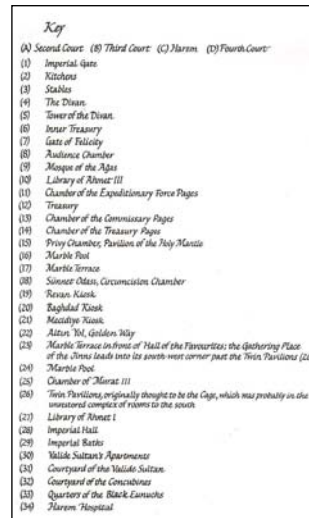 Key
(A) Second Court (B) Third Court (C) Harem (D) Fourth Court
(1) Imperial Gate
(2) Kitchens
(3) Stables
(4) The Divan
(5) Tower of the Divan
(6) Inner Treasury
(7) Gate of Felicity
(8) Audience Chamber
(9) Mosque of the Ağas
(10) Library of Ahmet III
(11) Chamber of the Expeditionary Force Pages
(12) Treasury
(13) Chamber of the Commissary Pages
(14) Chamber of the Treasury Pages
(15) Privy Chamber, Pavilion of the Holy Mantle
(16) Marble Pool
(17) Marble Terrace
(18) Sünnet Odası, Circumcision Chamber
(19) Revan Kiosk
(20) Baghdad Kiosk
(21) Mecidiye Kiosk
(22) Altın Yol, Golden Way
(23) Marble Terrace in front of Hall of the Favourites; the Gathering Place
of the Jinns leads into its south-west corner past the Twin Pavilions
(24) Marble Pool
(25) Chamber of Murat III
(26) Twin Pavilions, originally thought to be the Cage, which was probably in the
unrestored complex of rooms to the south
(27) Library of Ahmet I
(28) Imperial Hall
(29) Imperial Baths
(30) Valide Sultan's Apartments
(31) Courtyard of the Valide Sultan
(32) Courtyard of the Concubines
(33) Quarters of the Black Eunuchs
(34) Harem Hospital